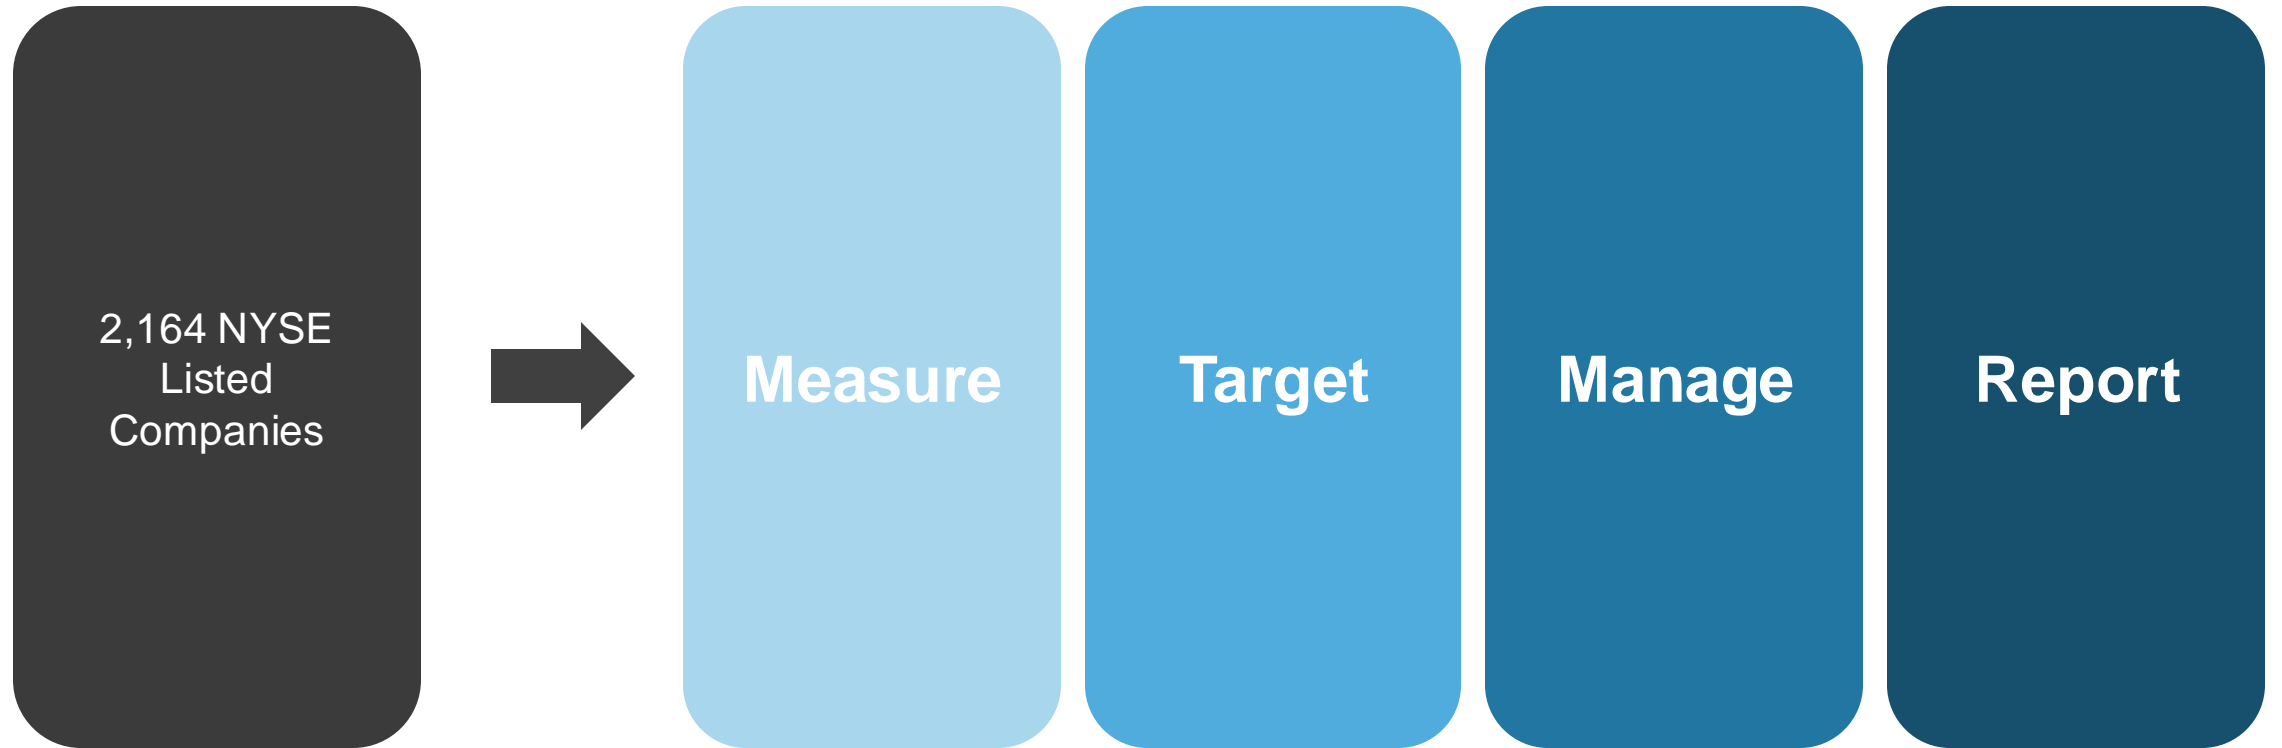 2,164 NYSE
Listed
Companies
Measure
Target
Manage
Report